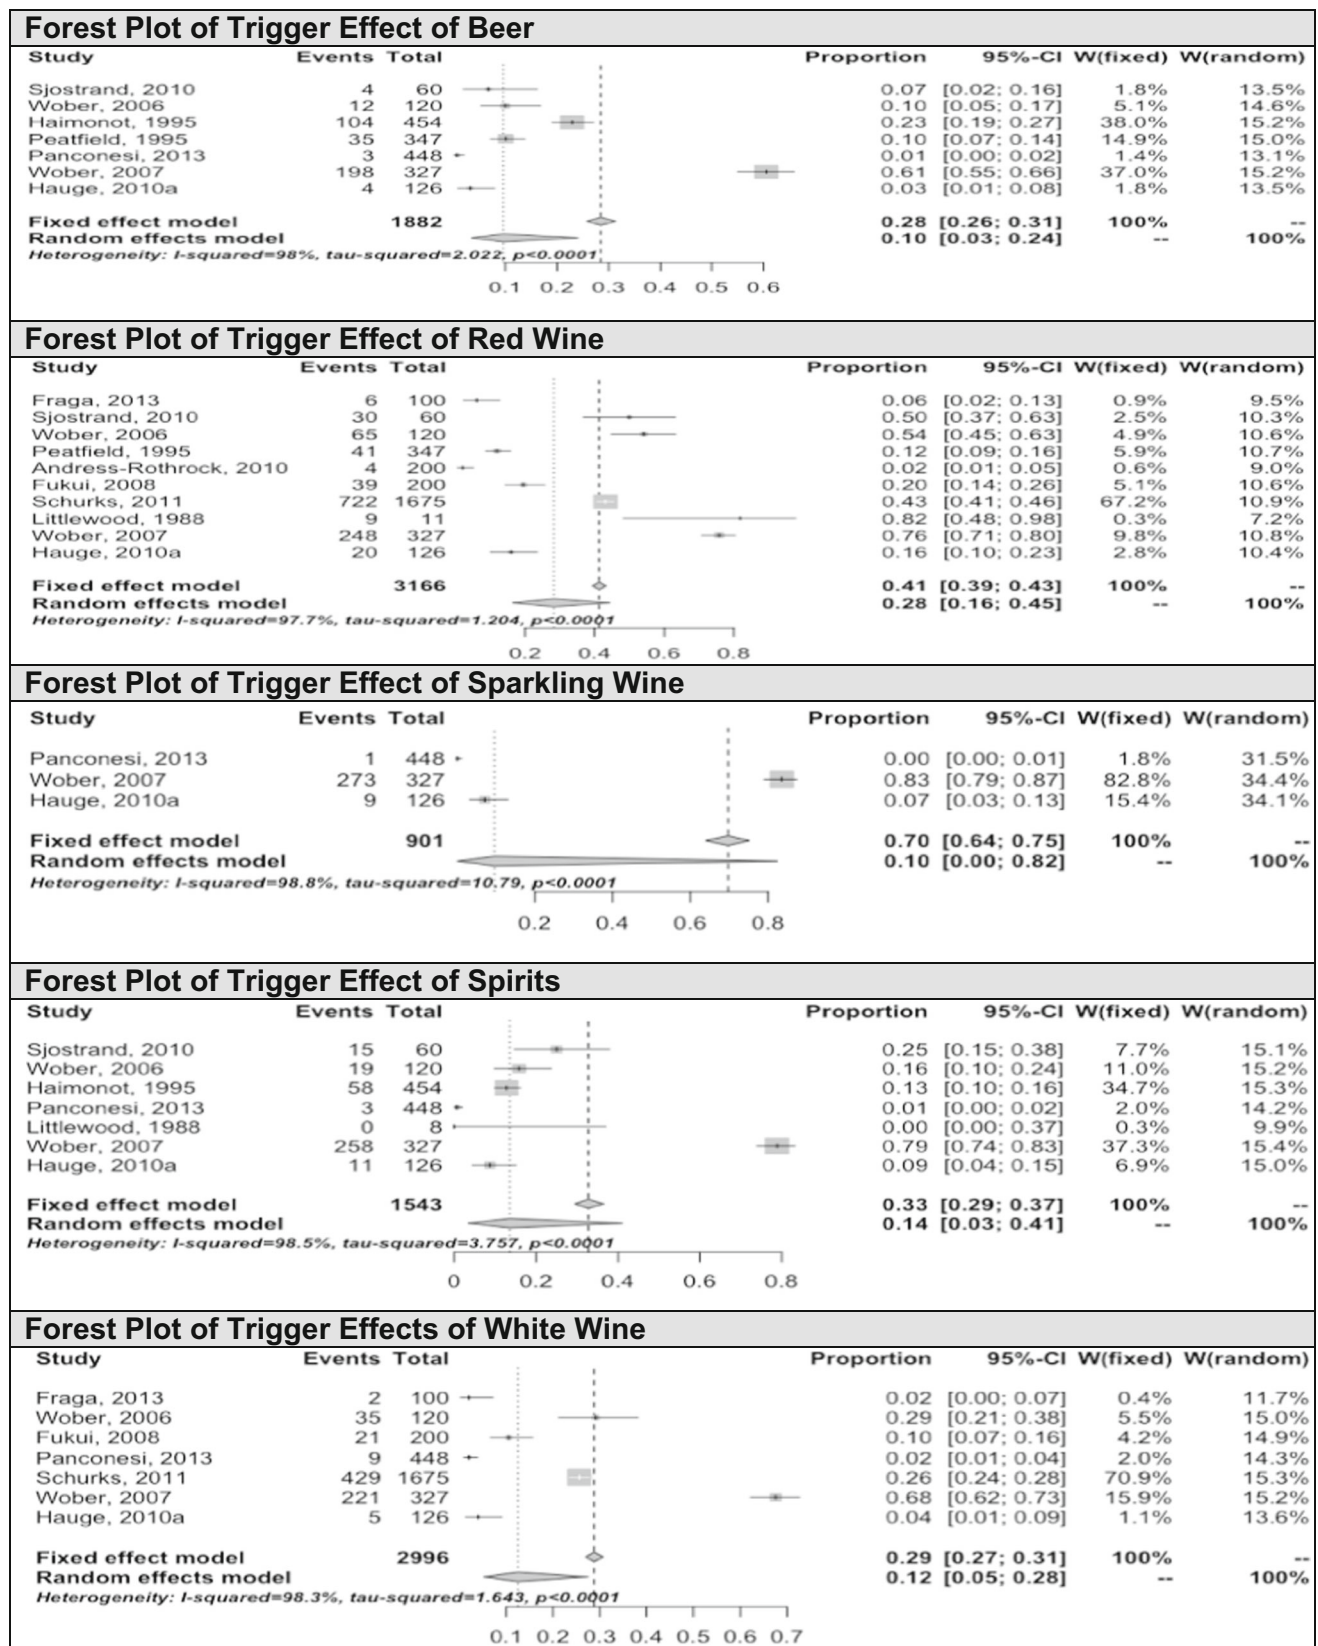 Forest Plot of Trigger Effect of Beer
Study Events Total Proportion 95%-CI W(fixed) W(random)
Sjostrand, 2010 4 60 0.07 [0.02; 0.16] 1.8% 13.5%
Wober, 2006 12 120 0.10 [0.05; 0.17] 5.1% 14.6%
Haimonot, 1995 104 454 0.23 [0.19; 0.27] 38.0% 15.2%
Peatfield, 1995 35 347 0.10 [0.07; 0.14] 14.9% 15.0%
Panconesi, 2013 3 448 0.01 [0.00; 0.02] 1.4% 13.1%
Wober, 2007 198 327 0.61 [0.55; 0.66] 37.0% 15.2%
Hauge, 2010a 4 126 0.03 [0.01; 0.08] 1.8% 13.5%
Fixed effect model 1882 0.28 [0.26; 0.31] 100% --
Random effects model 0.10 [0.03; 0.24] -- 100%
Heterogeneity: I-squared=98%, tau-squared=2.022, p<0.0001
0.1 0.2 0.3 0.4 0.5 0.6
Forest Plot of Trigger Effect of Red Wine
Study Events Total Proportion 95%-CI W(fixed) W(random)
Fraga, 2013 6 100 0.06 [0.02; 0.13] 0.9% 9.5%
Sjostrand, 2010 30 60 0.50 [0.37; 0.63] 2.5% 10.3%
Wober, 2006 65 120 0.54 [0.45; 0.63] 4.9% 10.6%
Peatfield, 1995 41 347 0.12 [0.09; 0.16] 5.9% 10.7%
Andress-Rothrock, 2010 4 200 0.02 [0.01; 0.05] 0.6% 9.0%
Fukui, 2008 39 200 0.20 [0.14; 0.26] 5.1% 10.6%
Schurks, 2011 722 1675 0.43 [0.41; 0.46] 67.2% 10.9%
Littlewood, 1988 9 11 0.82 [0.48; 0.98] 0.3% 7.2%
Wober, 2007 248 327 0.76 [0.71; 0.80] 9.8% 10.8%
Hauge, 2010a 20 126 0.16 [0.10; 0.23] 2.8% 10.4%
Fixed effect model 3166 0.41 [0.39; 0.43] 100% --
Random effects model 0.28 [0.16; 0.45] -- 100%
Heterogeneity: I-squared=97.7%, tau-squared=1.204, p<0.0001
0.2 0.4 0.6 0.8
Forest Plot of Trigger Effect of Sparkling Wine
Study Events Total Proportion 95%-CI W(fixed) W(random)
Panconesi, 2013 1 448 0.00 [0.00; 0.01] 1.8% 31.5%
Wober, 2007 273 327 0.83 [0.79; 0.87] 82.8% 34.4%
Hauge, 2010a 9 126 0.07 [0.03; 0.13] 15.4% 34.1%
Fixed effect model 901 0.70 [0.64; 0.75] 100% --
Random effects model 0.10 [0.00; 0.82] -- 100%
Heterogeneity: I-squared=98.8%, tau-squared=10.79, p<0.0001
0.2 0.4 0.6 0.8
Forest Plot of Trigger Effect of Spirits
Study Events Total Proportion 95%-CI W(fixed) W(random)
Sjostrand, 2010 15 60 0.25 [0.15; 0.38] 7.7% 15.1%
Wober, 2006 19 120 0.16 [0.10; 0.24] 11.0% 15.2%
Haimonot, 1995 58 454 0.13 [0.10; 0.16] 34.7% 15.3%
Panconesi, 2013 3 448 0.01 [0.00; 0.02] 2.0% 14.2%
Littlewood, 1988 0 8 0.00 [0.00; 0.37] 0.3% 9.9%
Wober, 2007 258 327 0.79 [0.74; 0.83] 37.3% 15.4%
Hauge, 2010a 11 126 0.09 [0.04; 0.15] 6.9% 15.0%
Fixed effect model 1543 0.33 [0.29; 0.37] 100% --
Random effects model 0.14 [0.03; 0.41] -- 100%
Heterogeneity: I-squared=98.5%, tau-squared=3.757, p<0.0001
0 0.2 0.4 0.6 0.8
Forest Plot of Trigger Effects of White Wine
Study Events Total Proportion 95%-CI W(fixed) W(random)
Fraga, 2013 2 100 0.02 [0.00; 0.07] 0.4% 11.7%
Wober, 2006 35 120 0.29 [0.21; 0.38] 5.5% 15.0%
Fukui, 2008 21 200 0.10 [0.07; 0.16] 4.2% 14.9%
Panconesi, 2013 9 448 0.02 [0.01; 0.04] 2.0% 14.3%
Schurks, 2011 429 1675 0.26 [0.24; 0.28] 70.9% 15.3%
Wober, 2007 221 327 0.68 [0.62; 0.73] 15.9% 15.2%
Hauge, 2010a 5 126 0.04 [0.01; 0.09] 1.1% 13.6%
Fixed effect model 2996 0.29 [0.27; 0.31] 100% --
Random effects model 0.12 [0.05; 0.28] -- 100%
Heterogeneity: I-squared=98.3%, tau-squared=1.643, p<0.0001
0.1 0.2 0.3 0.4 0.5 0.6 0.7